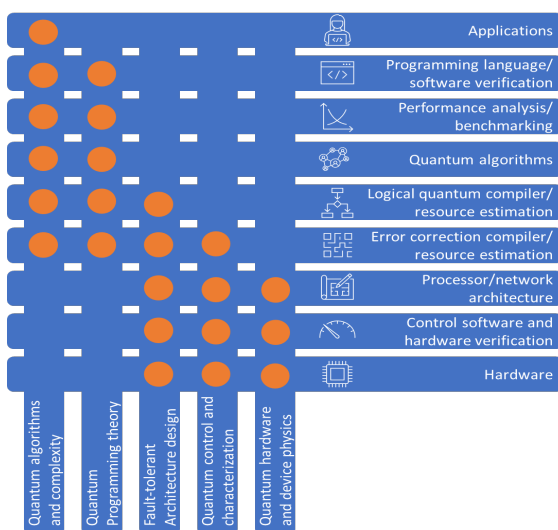 Applications
Programming language/
software verification
Performance analysis/
benchmarking
Quantum algorithms
Logical quantum compiler/
resource estimation
Error correction compiler/
resource estimation
Processor/network
architecture
Control software and
hardware verification
Hardware
Quantum algorithms
and complexity
Quantum
Programming theory
Fault-tolerant
Architecture design
Quantum control and
characterization
Quantum hardware
and device physics